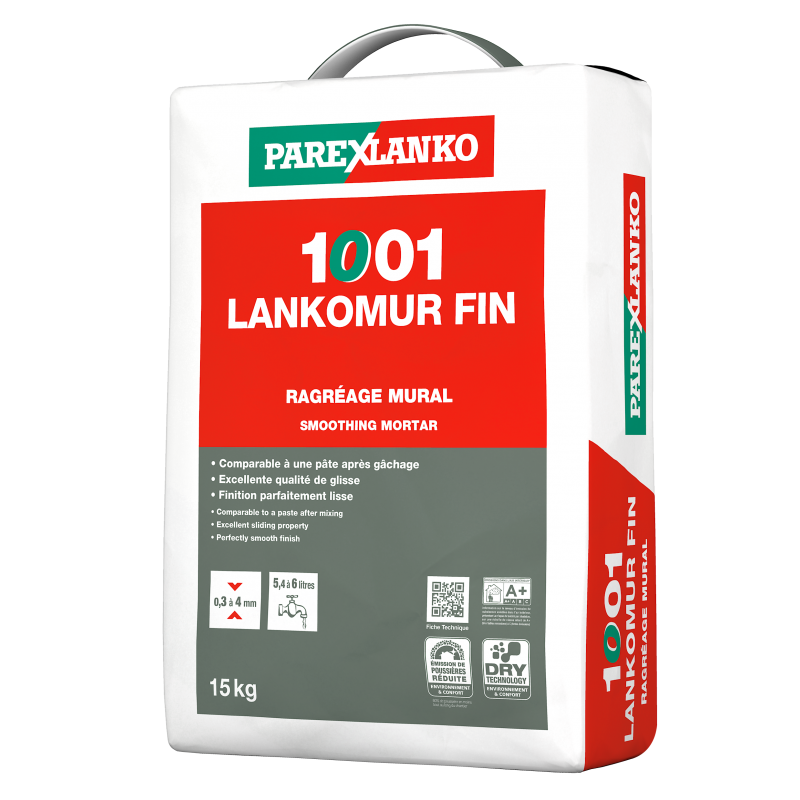 PAREXLANKO
1001
LANKOMUR FIN
RAGRÉAGE MURAL
SMOOTHING MORTAR
• Comparable à une pâte après gâchage
• Excellente qualité de glisse
• Finition parfaitement lisse
• Comparable to a paste after mixing
• Excellent sliding property
• Perfectly smooth finish
0,3 à 4 mm
5,4 à 6 litres
Fiche Technique
A+
A+ A B C
ÉMISSION DE
POUSSIÈRES
RÉDUITE
ENVIRONNEMENT
& CONFORT
DRY
TECHNOLOGY
ENVIRONNEMENT
& CONFORT
15 kg
PAREXLANKO
1001
LANKOMUR FIN
RAGRÉAGE MURAL